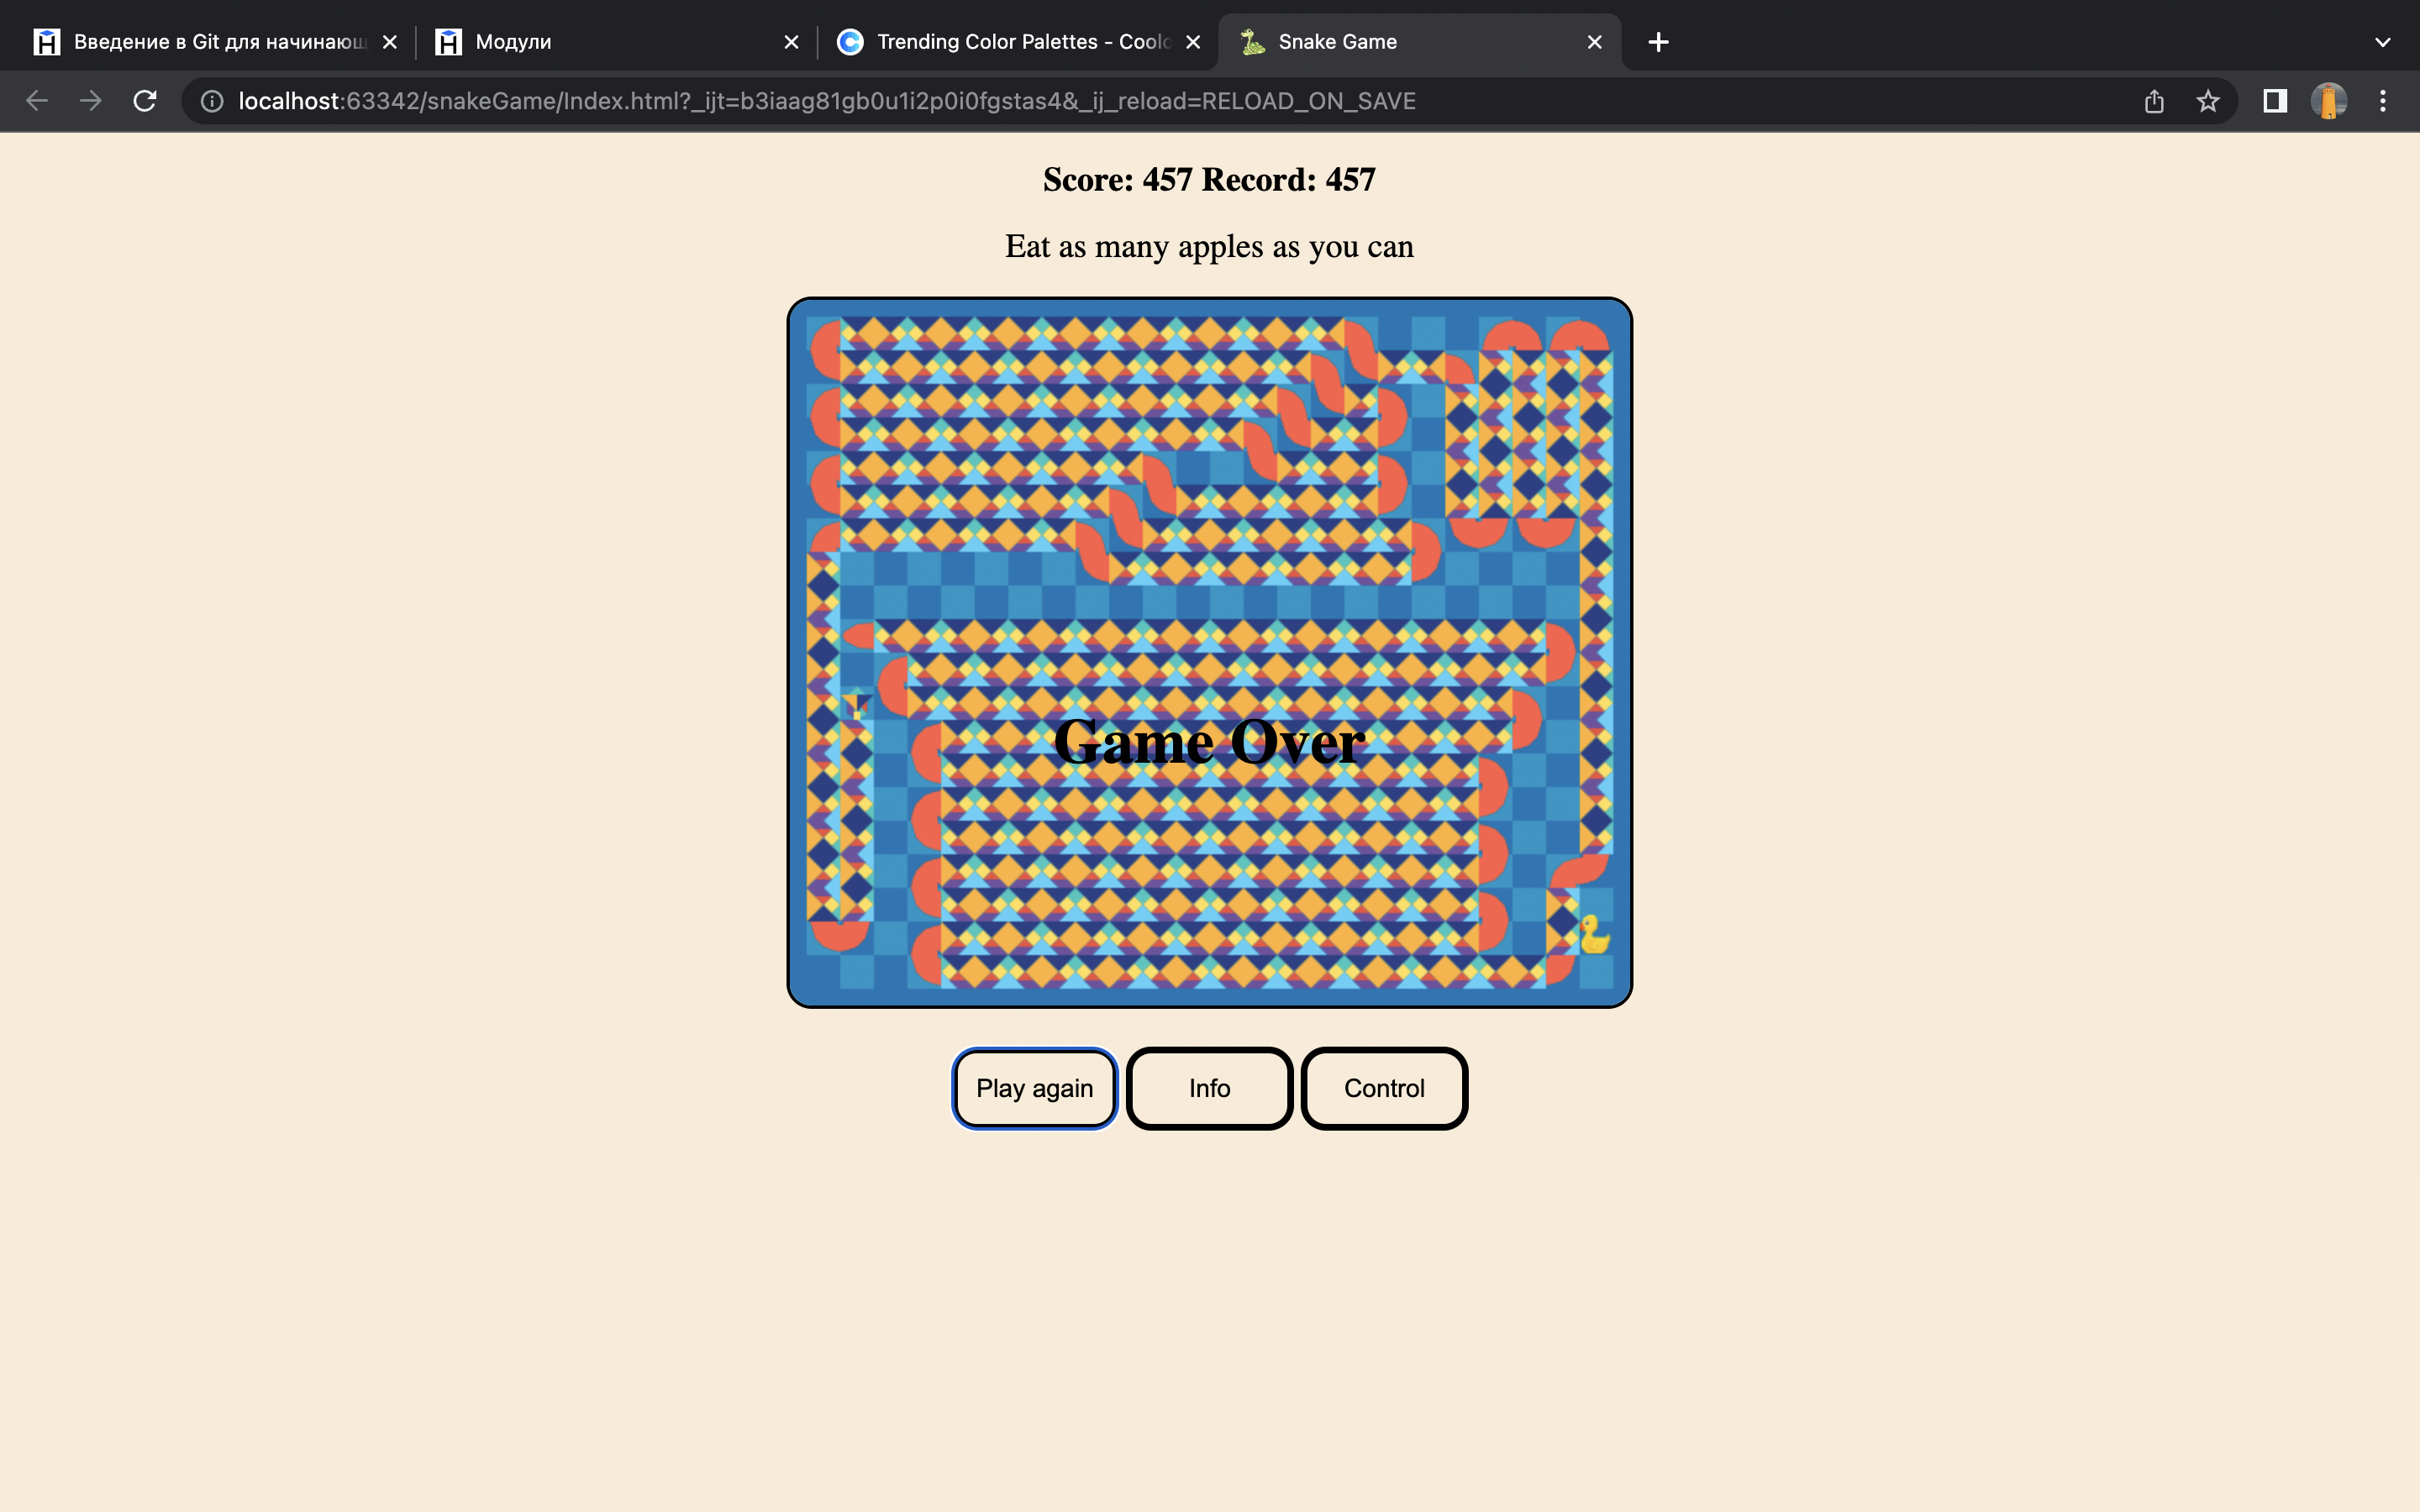 Введение в Git для начинающ
Модули
Trending Color Palettes - Coolo
Snake Game
localhost:63342/snakeGame/Index.html?_ijt=b3iaag81gb0u1i2p0i0fgstas4&_ij_reload=RELOAD_ON_SAVE
Score: 457 Record: 457
Eat as many apples as you can
Game Over
Play again
Info
Control